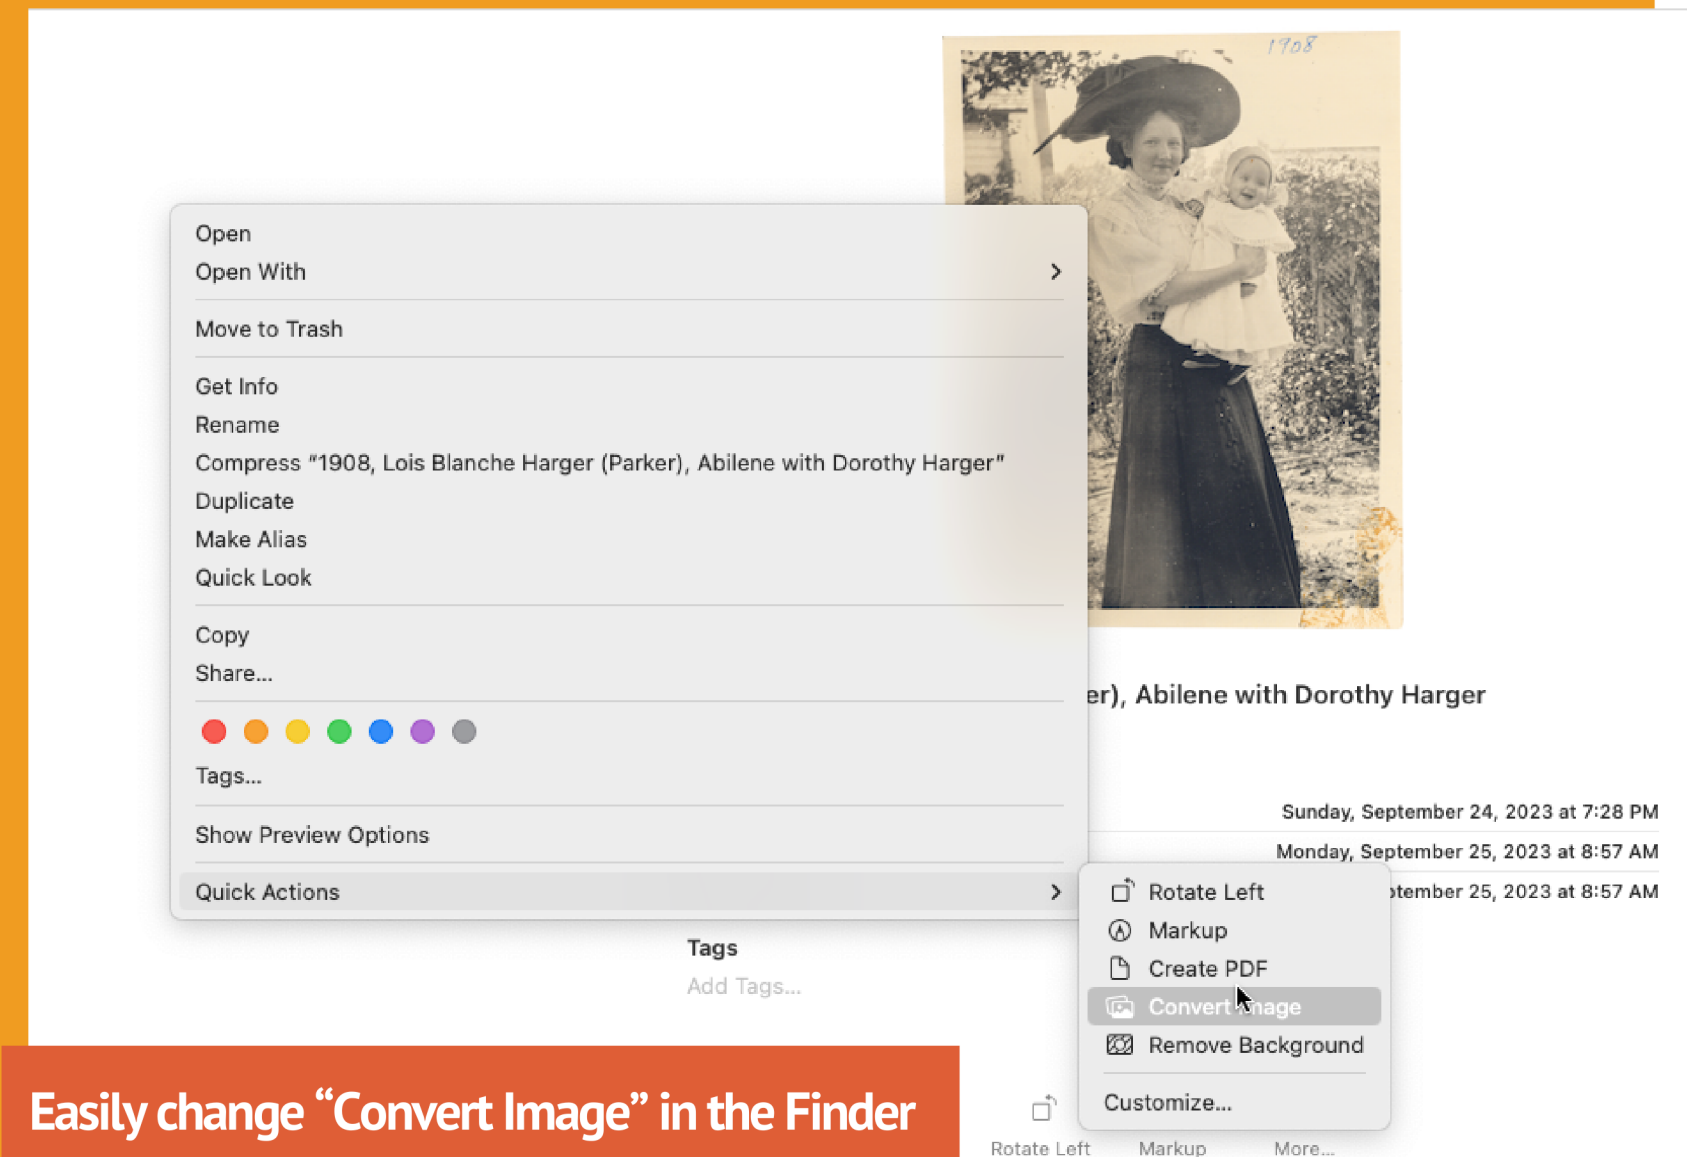 1908
Open
Open With
Move to Trash
Get Info
Rename
Compress “1908, Lois Blanche Harger (Parker), Abilene with Dorothy Harger”
Duplicate
Make Alias
Quick Look
Copy
Share...
er), Abilene with Dorothy Harger
Tags...
Sunday, September 24, 2023 at 7:28 PM
Show Preview Options
Monday, September 25, 2023 at 8:57 AM
Quick Actions
Rotate Left
otember 25, 2023 at 8:57 AM
Markup
Tags
Create PDF
Add Tags...
Convert Image
Remove Background
Customize...
Easily change “Convert Image” in the Finder
Rotate Left
Markup
More...